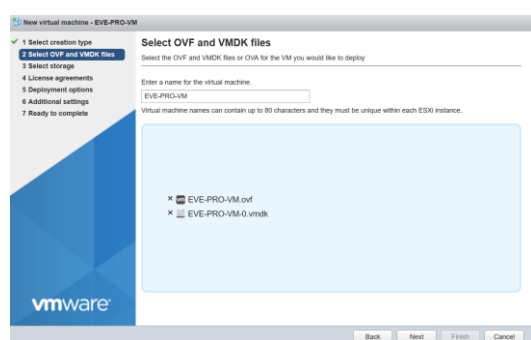 New virtual machine - EVE-PRO-VM
1 Select creation type
2 Select OVF and VMDK files
3 Select storage
4 License agreements
5 Deployment options
6 Additional settings
7 Ready to complete
Select OVF and VMDK files
Select the OVF and VMDK files or OVA for the VM you would like to deploy
Enter a name for the virtual machine.
EVE-PRO-VM
Virtual machine names can contain up to 80 characters and they must be unique within each ESXi instance.
EVE-PRO-VM.ovf
EVE-PRO-VM-0.vmdk
vmware
Back
Next
Finish
Cancel